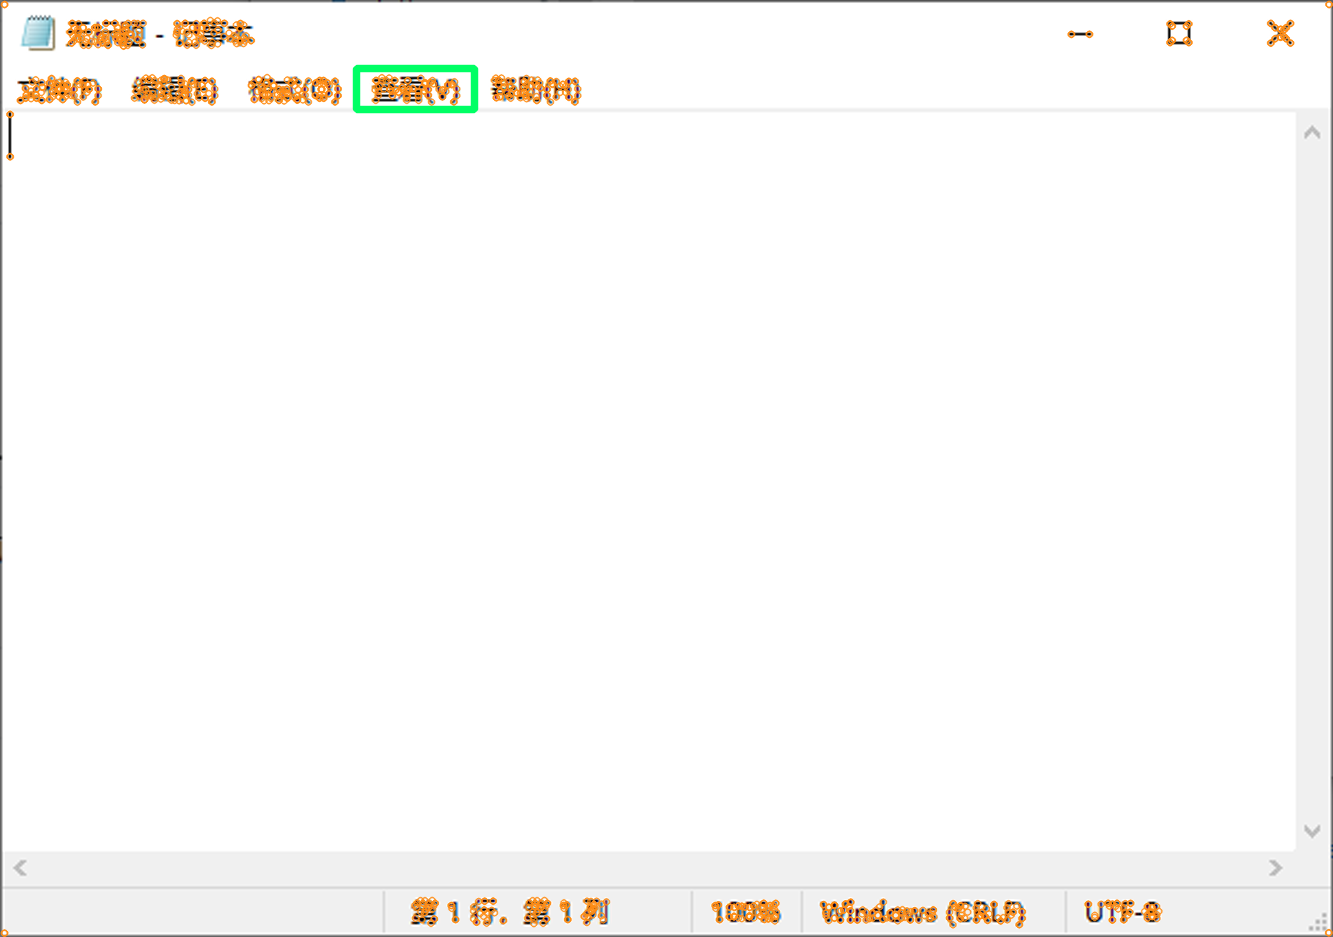 无标题 - 记事本
文件(F) 编辑(E) 格式(O) 查看(V) 帮助(H)
第 1 行，第 1 列 100% Windows (CRLF) UTF-8